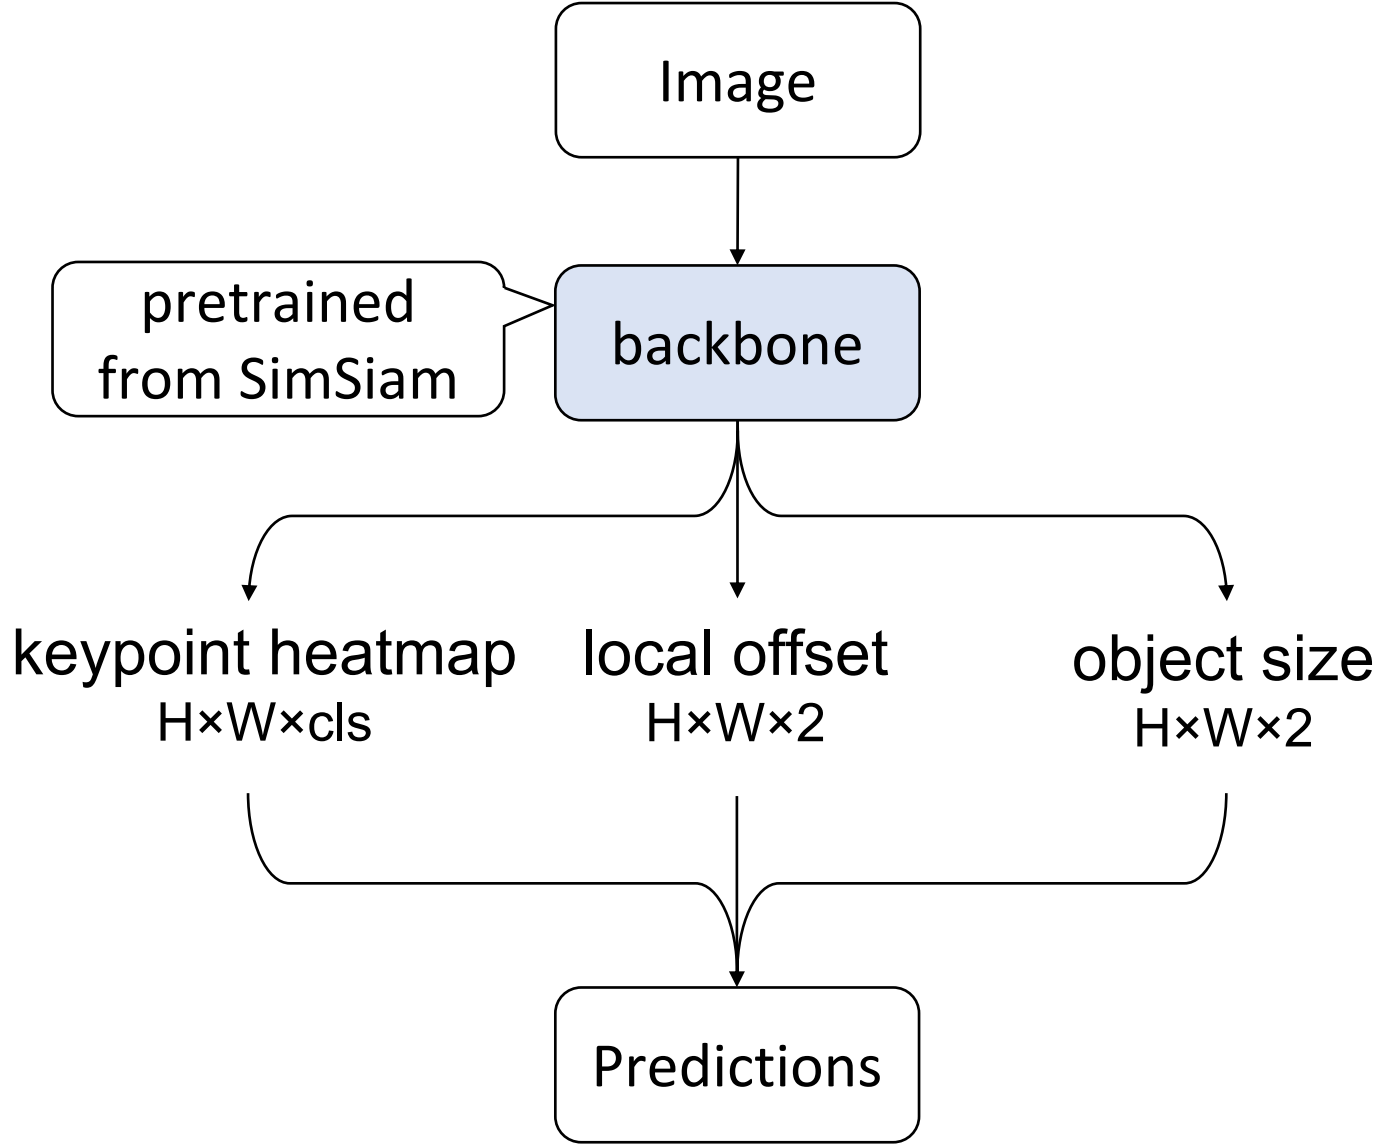 Image
pretrained
from SimSiam
backbone
keypoint heatmap
H×W×cls
local offset
H×W×2
object size
H×W×2
Predictions